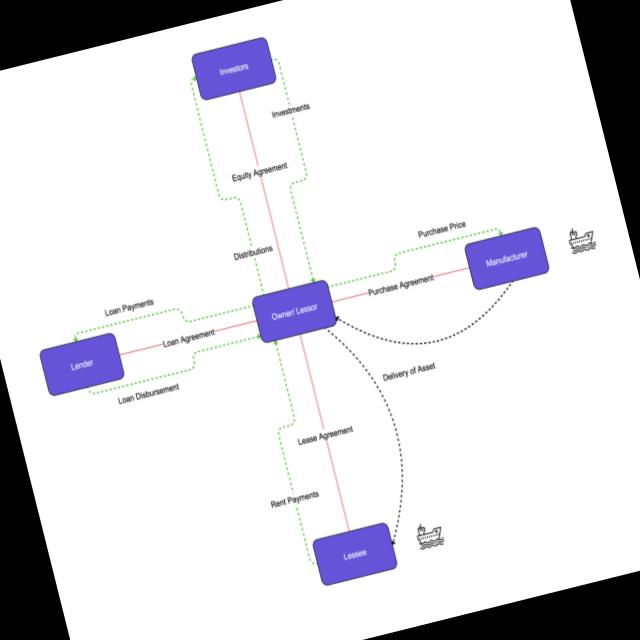 Investors
Investments
Equity Agreement
Purchase Price
Distributions
Manufacturer
Purchase Agreement
Loan Payments
Owner/ Lessor
Loan Agreement
Lender
Delivery of Asset
Loan Disbursement
Lease Agreement
Rent Payments
Lessee